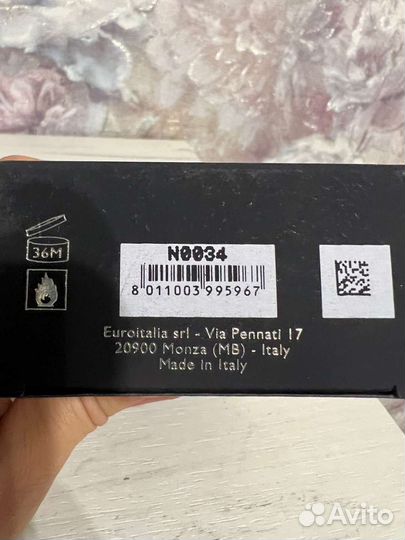 36M
N0034
8 011003 995967
Euroitalia srl - Via Pennati 17
20900 Monza (MB) - Italy
Made in Italy
Avito